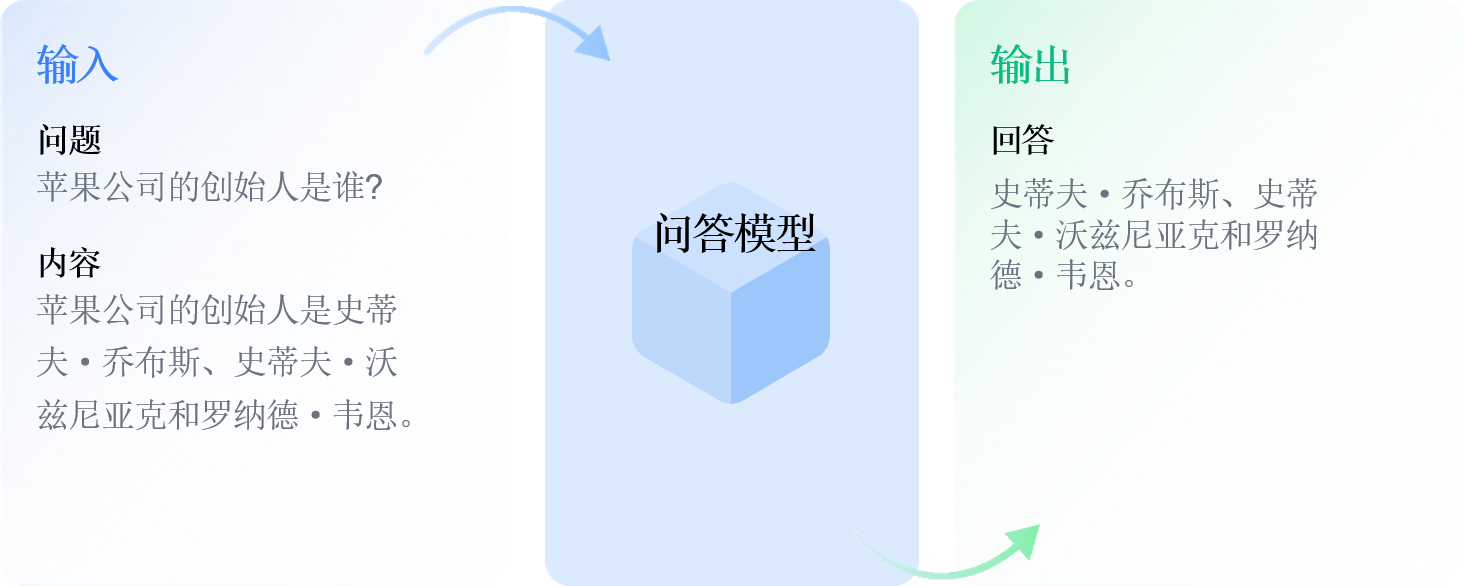 输入
问题
苹果公司的创始人是谁?
内容
苹果公司的创始人是史蒂
夫·乔布斯、史蒂夫·沃
兹尼亚克和罗纳德·韦恩。
问答模型
输出
回答
史蒂夫·乔布斯、史蒂
夫·沃兹尼亚克和罗纳
德·韦恩。